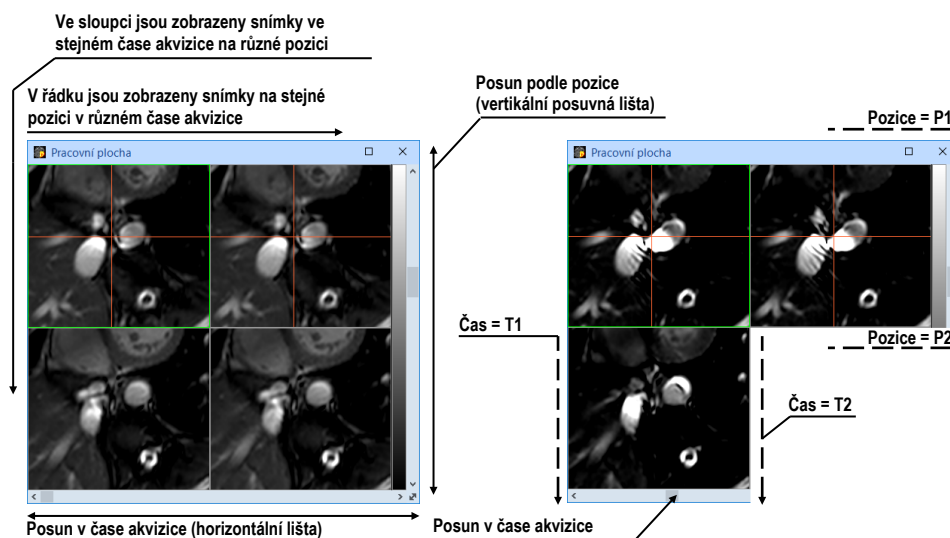 Ve sloupci jsou zobrazeny snímky ve
stejném čase akvizice na různé pozici
V řádku jsou zobrazeny snímky na stejné
pozici v různém čase akvizice
Posun podle pozice
(vertikální posuvná lišta)
Pozice = P1
Pracovní plocha
Pracovní plocha
Čas = T1
Pozice = P2
Čas = T2
Posun v čase akvizice (horizontální lišta)
Posun v čase akvizice